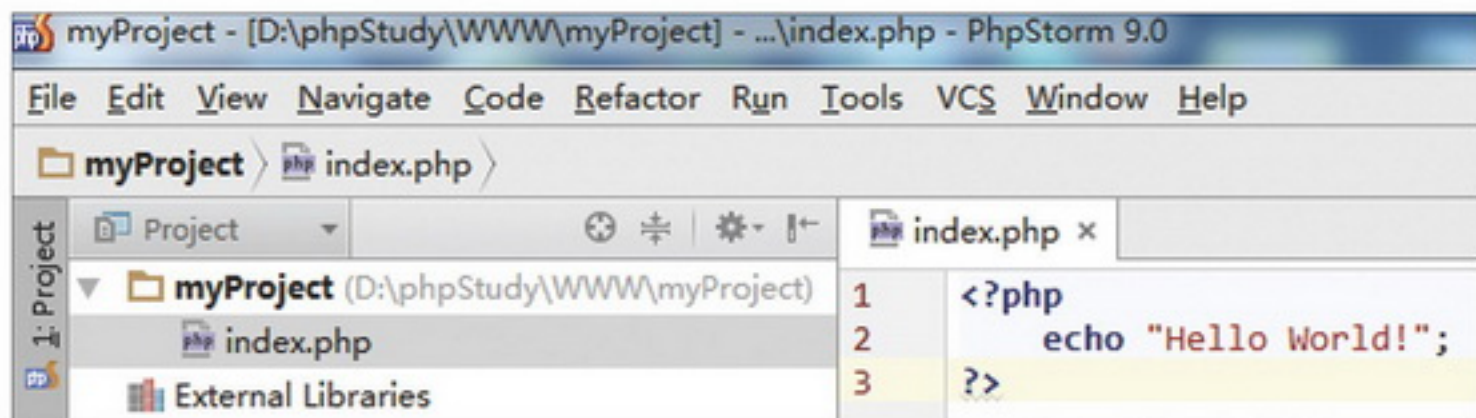 myProject - [D:\phpStudy\WWW\myProject] - ...\index.php - PhpStorm 9.0
File Edit View Navigate Code Refactor Run Tools VCS Window Help
myProject index.php
1: Project
Project
index.php ×
myProject (D:\phpStudy\WWW\myProject)
index.php
External Libraries
1 <?php
2 echo "Hello World!";
3 ?>